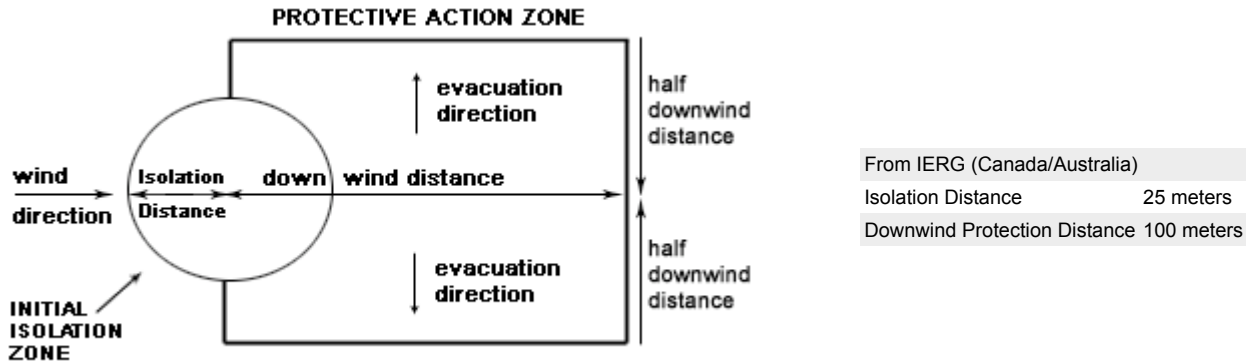 PROTECTIVE ACTION ZONE
evacuation
direction
half
downwind
distance
wind
direction
Isolation
Distance
down wind distance
evacuation
direction
half
downwind
distance
INITIAL
ISOLATION
ZONE
From IERG (Canada/Australia)
Isolation Distance 25 meters
Downwind Protection Distance 100 meters